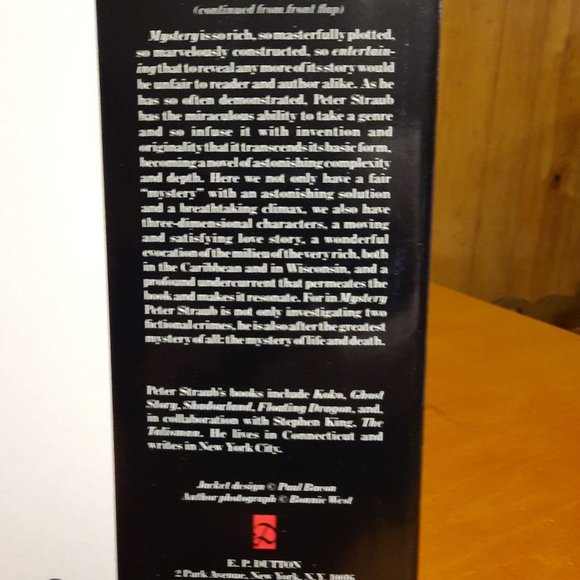 (continued from front flap)
Mystery is so rich, so masterfully plotted,
so marvelously constructed, so entertain-
ing that to reveal any more of its story would
be unfair to reader and author alike. As he
has so often demonstrated, Peter Straub
has the miraculous ability to take a genre
and so infuse it with invention and
originality that it transcends its basic form,
becoming a novel of astonishing complexity
and depth. Here we not only have a fair
"mystery" with an astonishing solution
and a breathtaking climax, we also have
three-dimensional characters, a moving
and satisfying love story, a wonderful
evocation of the milieu of the very rich, both
in the Caribbean and in Wisconsin, and a
profound undercurrent that permeates the
book and makes it resonate. For in Mystery
Peter Straub is not only investigating two
fictional crimes, he is also after the greatest
mystery of all: the mystery of life and death.
Peter Straub's books include Koko, Ghost
Story, Shadowland, Floating Dragon, and,
in collaboration with Stephen King, The
Talisman. He lives in Connecticut and
writes in New York City.
Jacket design © Paul Bacon
Author photograph © Bonnie West
D
E. P. DUTTON
2 Park Avenue, New York, N.Y. 10016